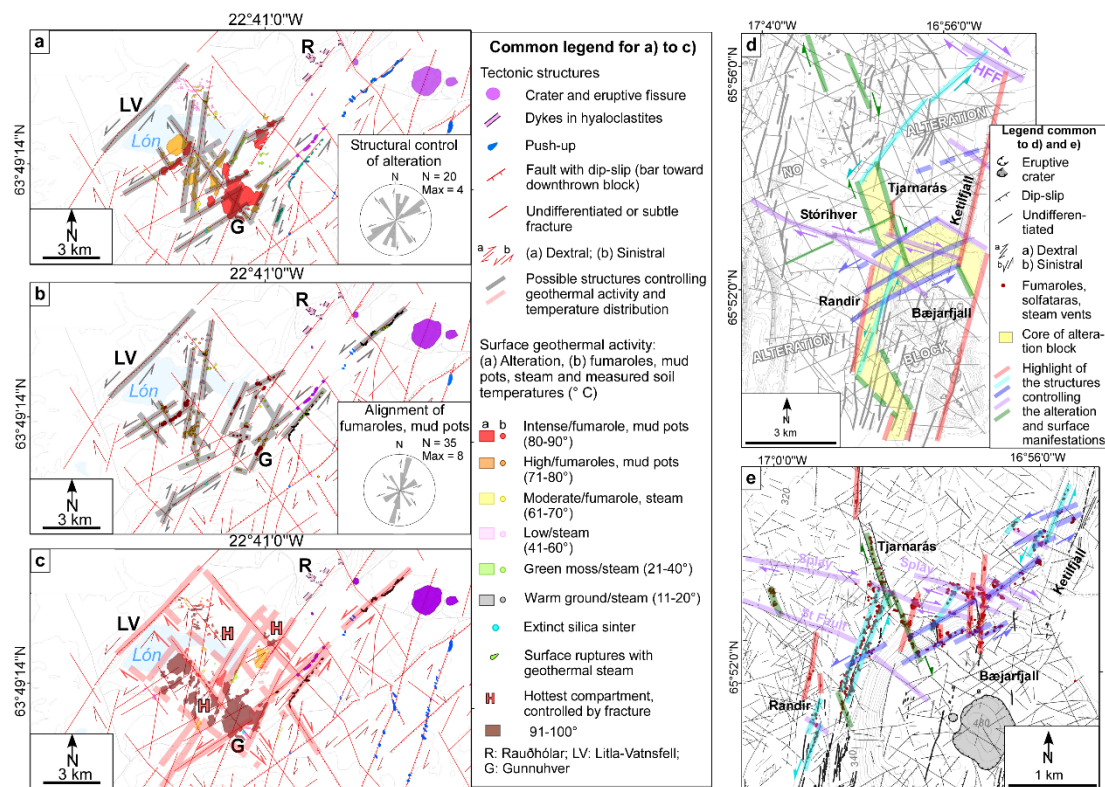 22°41'0"W
a
R
LV
Lón
63°49'14"N
G
N
3 km
Structural control
of alteration
N
N = 20
Max = 4
22°41'0"W
b
R
LV
Lón
63°49'14"N
G
N
3 km
Alignment of
fumaroles, mud pots
N
N = 35
Max = 8
22°41'0"W
c
R
LV
H
H
Lón
63°49'14"N
H
G
N
3 km
Common legend for a) to c)
Tectonic structures
Crater and eruptive fissure
Dykes in hyaloclastites
Push-up
Fault with dip-slip (bar toward
downthrown block)
Undifferentiated or subtle
fracture
a b
(a) Dextral; (b) Sinistral
Possible structures controlling
geothermal activity and
temperature distribution
Surface geothermal activity:
(a) Alteration, (b) fumaroles, mud
pots, steam and measured soil
temperatures (° C)
a b
Intense/fumarole, mud pots
(80-90°)
High/fumaroles, mud pots
(71-80°)
Moderate/fumarole, steam
(61-70°)
Low/steam
(41-60°)
Green moss/steam (21-40°)
Warm ground/steam (11-20°)
Extinct silica sinter
Surface ruptures with
geothermal steam
H
Hottest compartment,
controlled by fracture
91-100°
R: Rauðhólar; LV: Litla-Vatnsfell;
G: Gunnuhver
17°4'0"W
16°56'0"W
d
65°56'0"N
HFF
ALTERATION
NO
Tjarnarás
Ketilfjall
Stórihver
65°52'0"N
Randir
Bæjarfjall
ALTERATION
BLOCK
N
3 km
Legend common
to d) and e)
Eruptive
crater
Dip-slip
Undifferen-
tiated
a
a) Dextral
b
b) Sinistral
Fumaroles,
solfataras,
steam vents
Core of altera-
tion block
Highlight of
the structures
controlling
the alteration
and surface
manifestations
17°0'0"W
16°56'0"W
e
320
Tjarnarás
Splay
Splay
Ketilfjall
St. Fault
65°52'0"N
Bæjarfjall
Randir
480
340
N
1 km